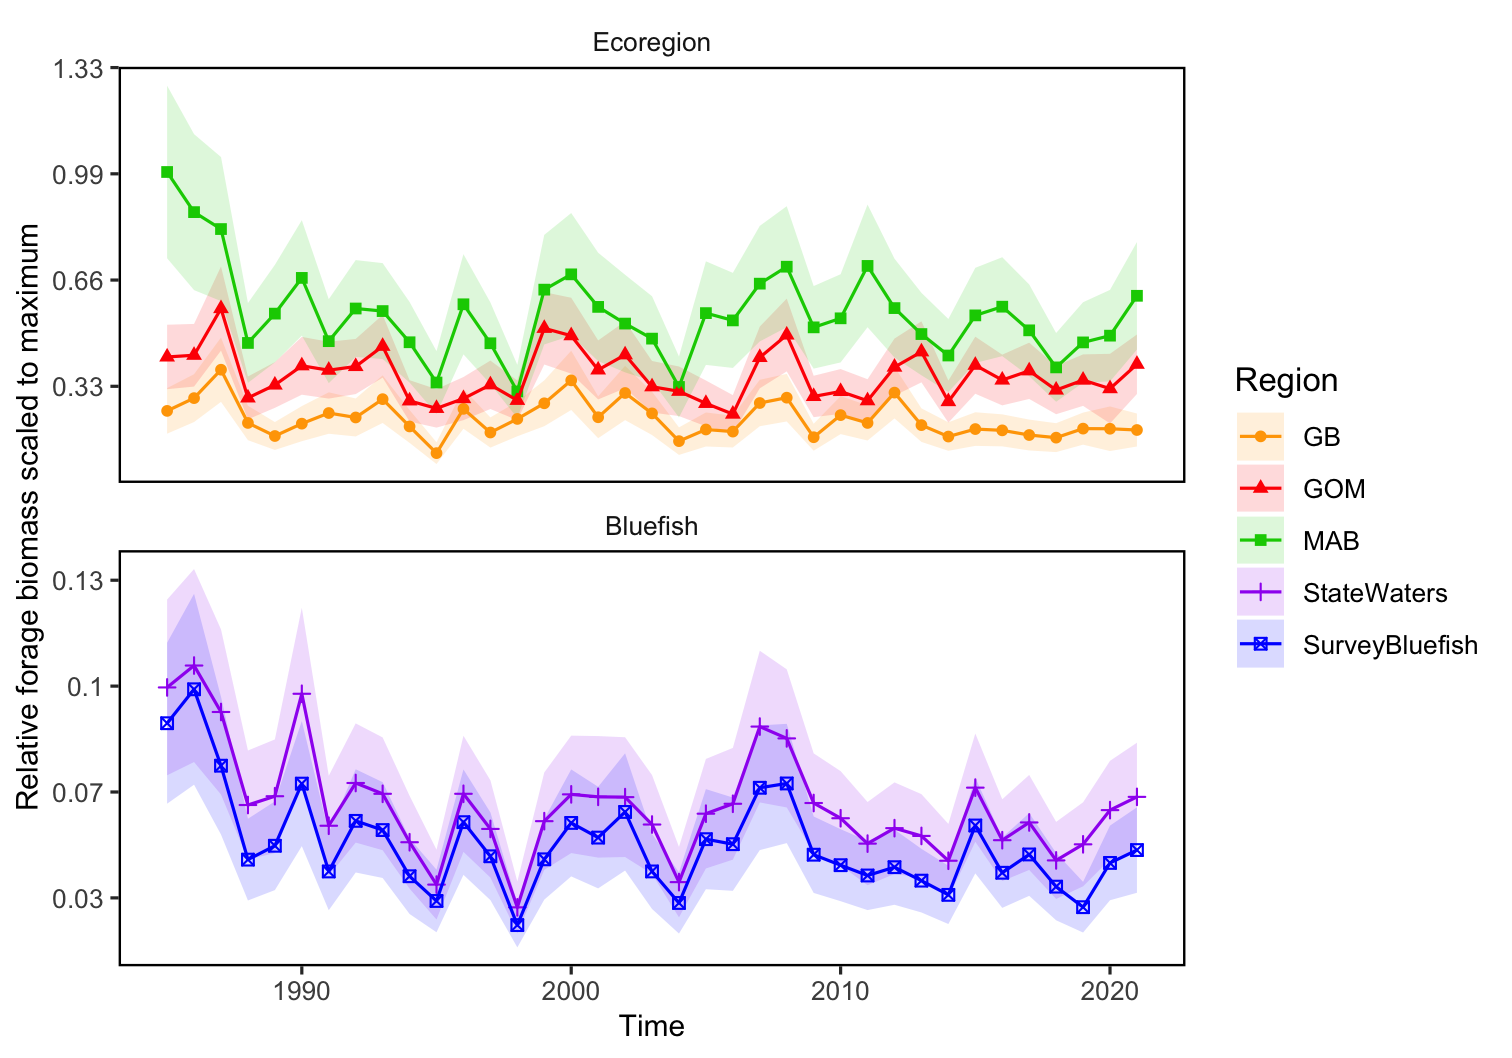 Ecoregion
1.33
0.99
0.66
0.33
Bluefish
0.13
0.1
0.07
0.03
1990
2000
2010
2020
Time
Relative forage biomass scaled to maximum
Region
GB
GOM
MAB
StateWaters
SurveyBluefish